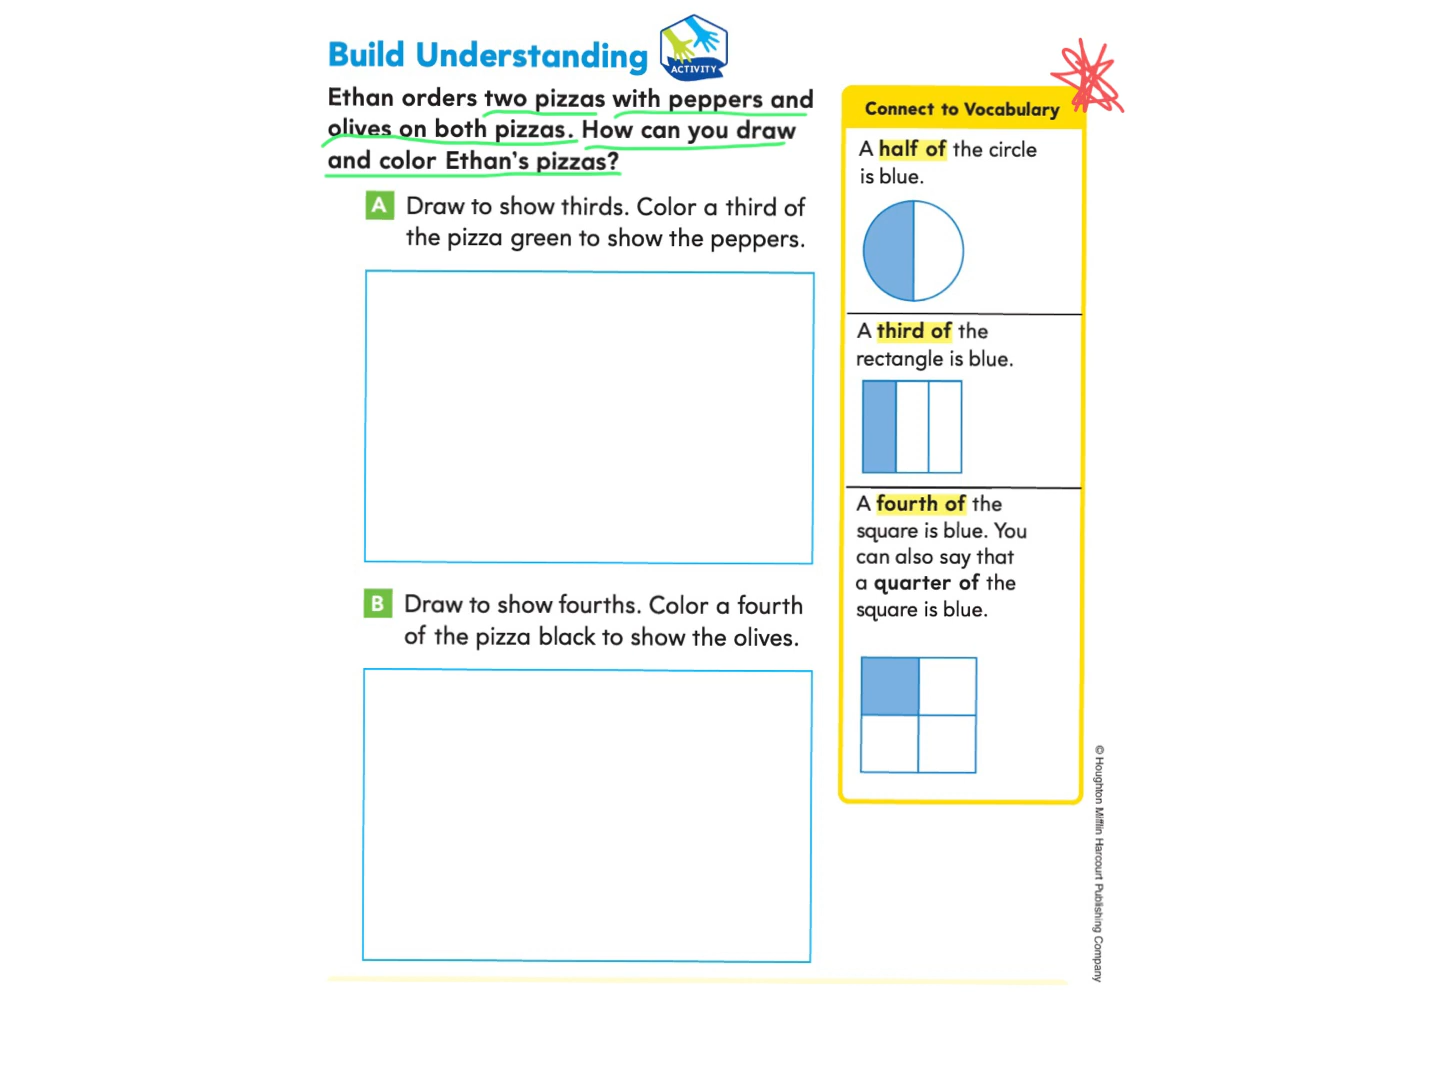 Build Understanding
ACTIVITY
Ethan orders two pizzas with peppers and
olives on both pizzas. How can you draw
and color Ethan's pizzas?
A Draw to show thirds. Color a third of
the pizza green to show the peppers.
B Draw to show fourths. Color a fourth
of the pizza black to show the olives.
Connect to Vocabulary
A half of the circle
is blue.
A third of the
rectangle is blue.
A fourth of the
square is blue. You
can also say that
a quarter of the
square is blue.
© Houghton Mifflin Harcourt Publishing Company